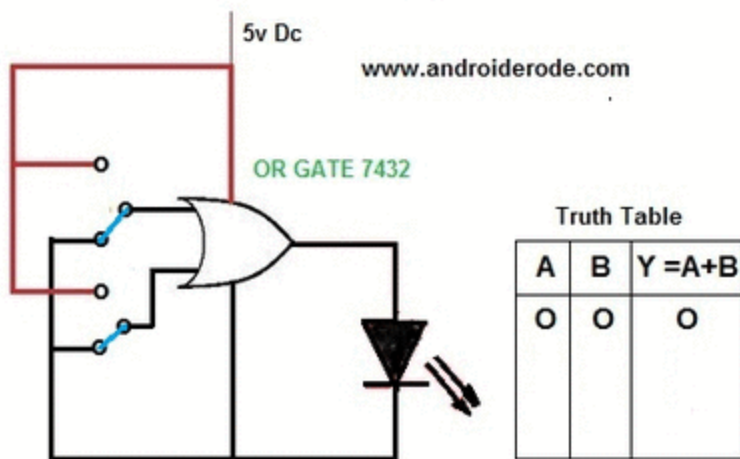 5v Dc
www.androiderode.com
OR GATE 7432
Truth Table
A B Y =A+B
O O O